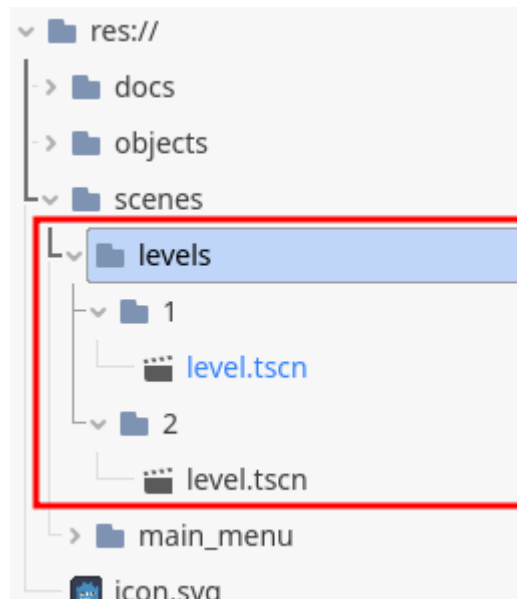 res://
docs
objects
scenes
levels
1
level.tscn
2
level.tscn
main_menu
icon.svg